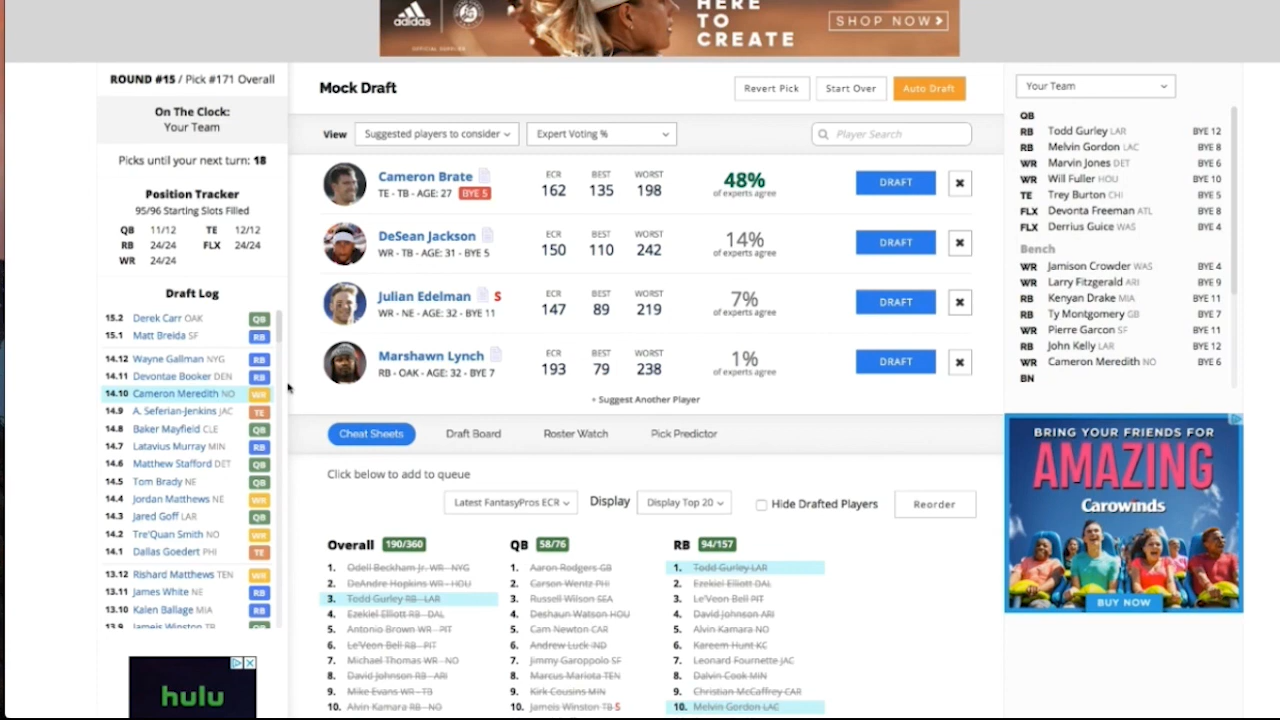 HERE
TO
CREATE
adidas
OFFICIAL SUPPLIER
SHOP NOW
ROUND #15 / Pick #171 Overall
On The Clock:
Your Team
Picks until your next turn: 18
Position Tracker
95/96 Starting Slots Filled
QB 11/12 TE 12/12
RB 24/24 FLX 24/24
WR 24/24
Draft Log
15.2 Derek Carr OAK QB
15.1 Matt Breida SF RB
14.12 Wayne Gallman NYG RB
14.11 Devontae Booker DEN RB
14.10 Cameron Meredith NO WR
14.9 A. Seferian-Jenkins JAC TE
14.8 Baker Mayfield CLE QB
14.7 Latavius Murray MIN RB
14.6 Matthew Stafford DET QB
14.5 Tom Brady NE QB
14.4 Jordan Matthews NE WR
14.3 Jared Goff LAR QB
14.2 Tre'Quan Smith NO WR
14.1 Dallas Goedert PHI TE
13.12 Rishard Matthews TEN WR
13.11 James White NE RB
13.10 Kalen Ballage MIA RB
13.9 Jameis Winston TB QB
hulu
Mock Draft
Revert Pick Start Over Auto Draft
View Suggested players to consider Expert Voting % Player Search
Cameron Brate ECR BEST WORST 48% DRAFT
TE - TB - AGE: 27 - BYE 5 162 135 198 of experts agree
DeSean Jackson ECR BEST WORST 14% DRAFT
WR - TB - AGE: 31 - BYE 5 150 110 242 of experts agree
Julian Edelman S ECR BEST WORST 7% DRAFT
WR - NE - AGE: 32 - BYE 11 147 89 219 of experts agree
Marshawn Lynch ECR BEST WORST 1% DRAFT
RB - OAK - AGE: 32 - BYE 7 193 79 238 of experts agree
+ Suggest Another Player
Cheat Sheets Draft Board Roster Watch Pick Predictor
Click below to add to queue
Latest FantasyPros ECR Display Display Top 20 Hide Drafted Players Reorder
Overall 190/360
1. Odell Beckham Jr. WR - NYG
2. DeAndre Hopkins WR - HOU
3. Todd Gurley RB - LAR
4. Ezekiel Elliott RB - DAL
5. Antonio Brown WR - PIT
6. Le'Veon Bell RB - PIT
7. Michael Thomas WR - NO
8. David Johnson RB - ARI
9. Mike Evans WR - TB
10. Alvin Kamara RB - NO
QB 58/76
1. Aaron Rodgers GB
2. Carson Wentz PHI
3. Russell Wilson SEA
4. Deshaun Watson HOU
5. Cam Newton CAR
6. Andrew Luck IND
7. Jimmy Garoppolo SF
8. Marcus Mariota TEN
9. Kirk Cousins MIN
10. Jameis Winston TB S
RB 94/157
1. Todd Gurley LAR
2. Ezekiel Elliott DAL
3. Le'Veon Bell PIT
4. David Johnson ARI
5. Alvin Kamara NO
6. Kareem Hunt KC
7. Leonard Fournette JAC
8. Dalvin Cook MIN
9. Christian McCaffrey CAR
10. Melvin Gordon LAC
Your Team
QB
RB Todd Gurley LAR BYE 12
RB Melvin Gordon LAC BYE 8
WR Marvin Jones DET BYE 6
WR Will Fuller HOU BYE 10
TE Trey Burton CHI BYE 5
FLX Devonta Freeman ATL BYE 8
FLX Derrius Guice WAS BYE 4
Bench
WR Jamison Crowder WAS BYE 4
WR Larry Fitzgerald ARI BYE 9
RB Kenyan Drake MIA BYE 11
RB Ty Montgomery GB BYE 7
WR Pierre Garcon SF BYE 11
RB John Kelly LAR BYE 12
WR Cameron Meredith NO BYE 6
BN
BRING YOUR FRIENDS FOR
AMAZING
Carowinds
BUY NOW